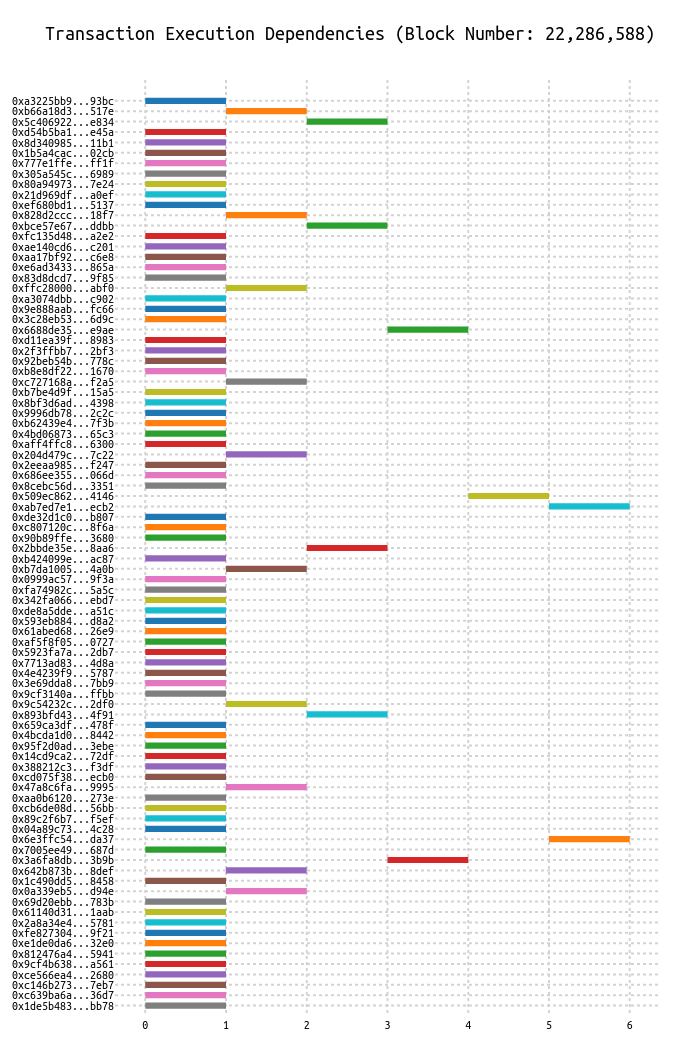 Transaction Execution Dependencies (Block Number: 22,286,588)
0xa3225bb9...93bc
0xb66a18d3...517e
0x5c406922...e834
0xd54b5ba1...e45a
0x8d340985...11b1
0x1b5a4cac...02cb
0x777e1ffe...ff1f
0x305a545c...6989
0x80a94973...7e24
0x21d969df...a0ef
0xef680bd1...5137
0x828d2ccc...18f7
0xbce57e67...ddbb
0xfc135d48...a2e2
0xae140cd6...c201
0xaa17bf92...c6e8
0xe6ad3433...865a
0x83d8dcd7...9f85
0xffc28000...abf0
0xa3074dbb...c902
0x9e888aab...fc66
0x3c28eb53...6d9c
0x6688de35...e9ae
0xd11ea39f...8983
0x2f3ffbb7...2bf3
0x92beb54b...778c
0xb8e8df22...1670
0xc727168a...f2a5
0xb7be4d9f...15a5
0x8bf3d6ad...4398
0x9996db78...2c2c
0xb62439e4...7f3b
0x4bd06873...65c3
0xaff4ffc8...6300
0x204d479c...7c22
0x2eeaa985...f247
0x686ee355...066d
0x8cebc56d...3351
0x509ec862...4146
0xab7ed7e1...ecb2
0xde32d1c0...b807
0xc807120c...8f6a
0x90b89ffe...3680
0x2bbde35e...8aa6
0xb424099e...ac87
0xb7da1005...4a0b
0x0999ac57...9f3a
0xfa74982c...5a5c
0x342fa066...ebd7
0xde8a5dde...a51c
0x593eb884...d8a2
0x61abed68...26e9
0xaf5f8f05...0727
0x5923fa7a...2db7
0x7713ad83...4d8a
0x4e4239f9...5787
0x3e69dda8...7bb9
0x9cf3140a...ffbb
0x9c54232c...2df0
0x893bfd43...4f91
0x659ca3df...478f
0x4bcda1d0...8442
0x95f2d0ad...3ebe
0x14cd9ca2...72df
0x388212c3...f3df
0xcd075f38...ecb0
0x47a8c6fa...9995
0xaa0b6120...273e
0xcb6de08d...56bb
0x89c2f6b7...f5ef
0x04a89c73...4c28
0x6e3ffc54...da37
0x7005ee49...687d
0x3a6fa8db...3b9b
0x642b873b...8def
0x1c490dd5...8458
0x0a339eb5...d94e
0x69d20ebb...783b
0x61140d31...1aab
0x2a8a34e4...5781
0xfe827304...9f21
0xe1de0da6...32e0
0x812476a4...5941
0x9cf4b638...a561
0xce566ea4...2680
0xc146b273...7eb7
0xc639ba6a...36d7
0x1de5b483...bb78
0 1 2 3 4 5 6